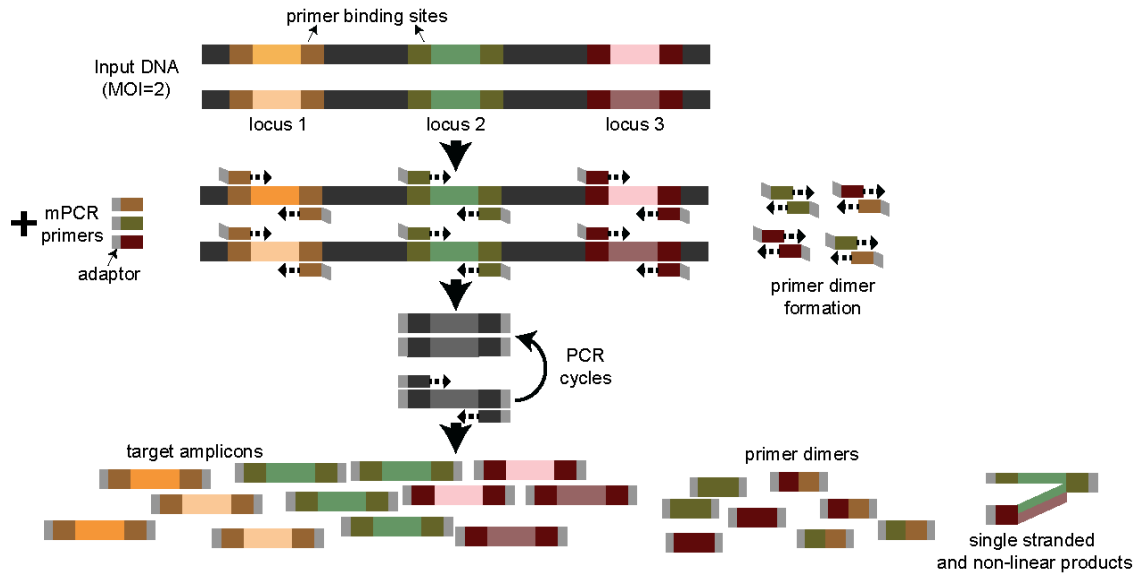 primer binding sites
Input DNA
(MOI=2)
locus 1
locus 2
locus 3
+ mPCR
primers
adaptor
primer dimer
formation
PCR
cycles
target amplicons
primer dimers
single stranded
and non-linear products